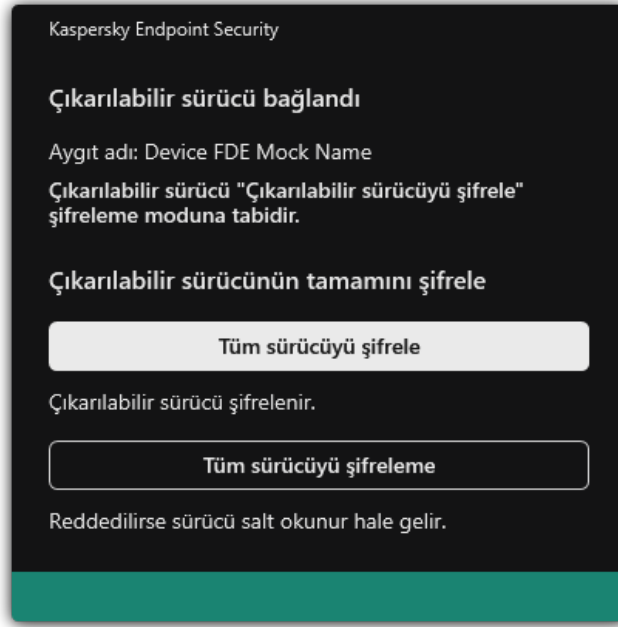 Kaspersky Endpoint Security
Çıkarılabilir sürücü bağlandı
Aygıt adı: Device FDE Mock Name
Çıkarılabilir sürücü "Çıkarılabilir sürücüyü şifrele"
şifreleme moduna tabidir.
Çıkarılabilir sürücünün tamamını şifrele
Tüm sürücüyü şifrele
Çıkarılabilir sürücü şifrelenir.
Tüm sürücüyü şifreleme
Reddedilirse sürücü salt okunur hale gelir.